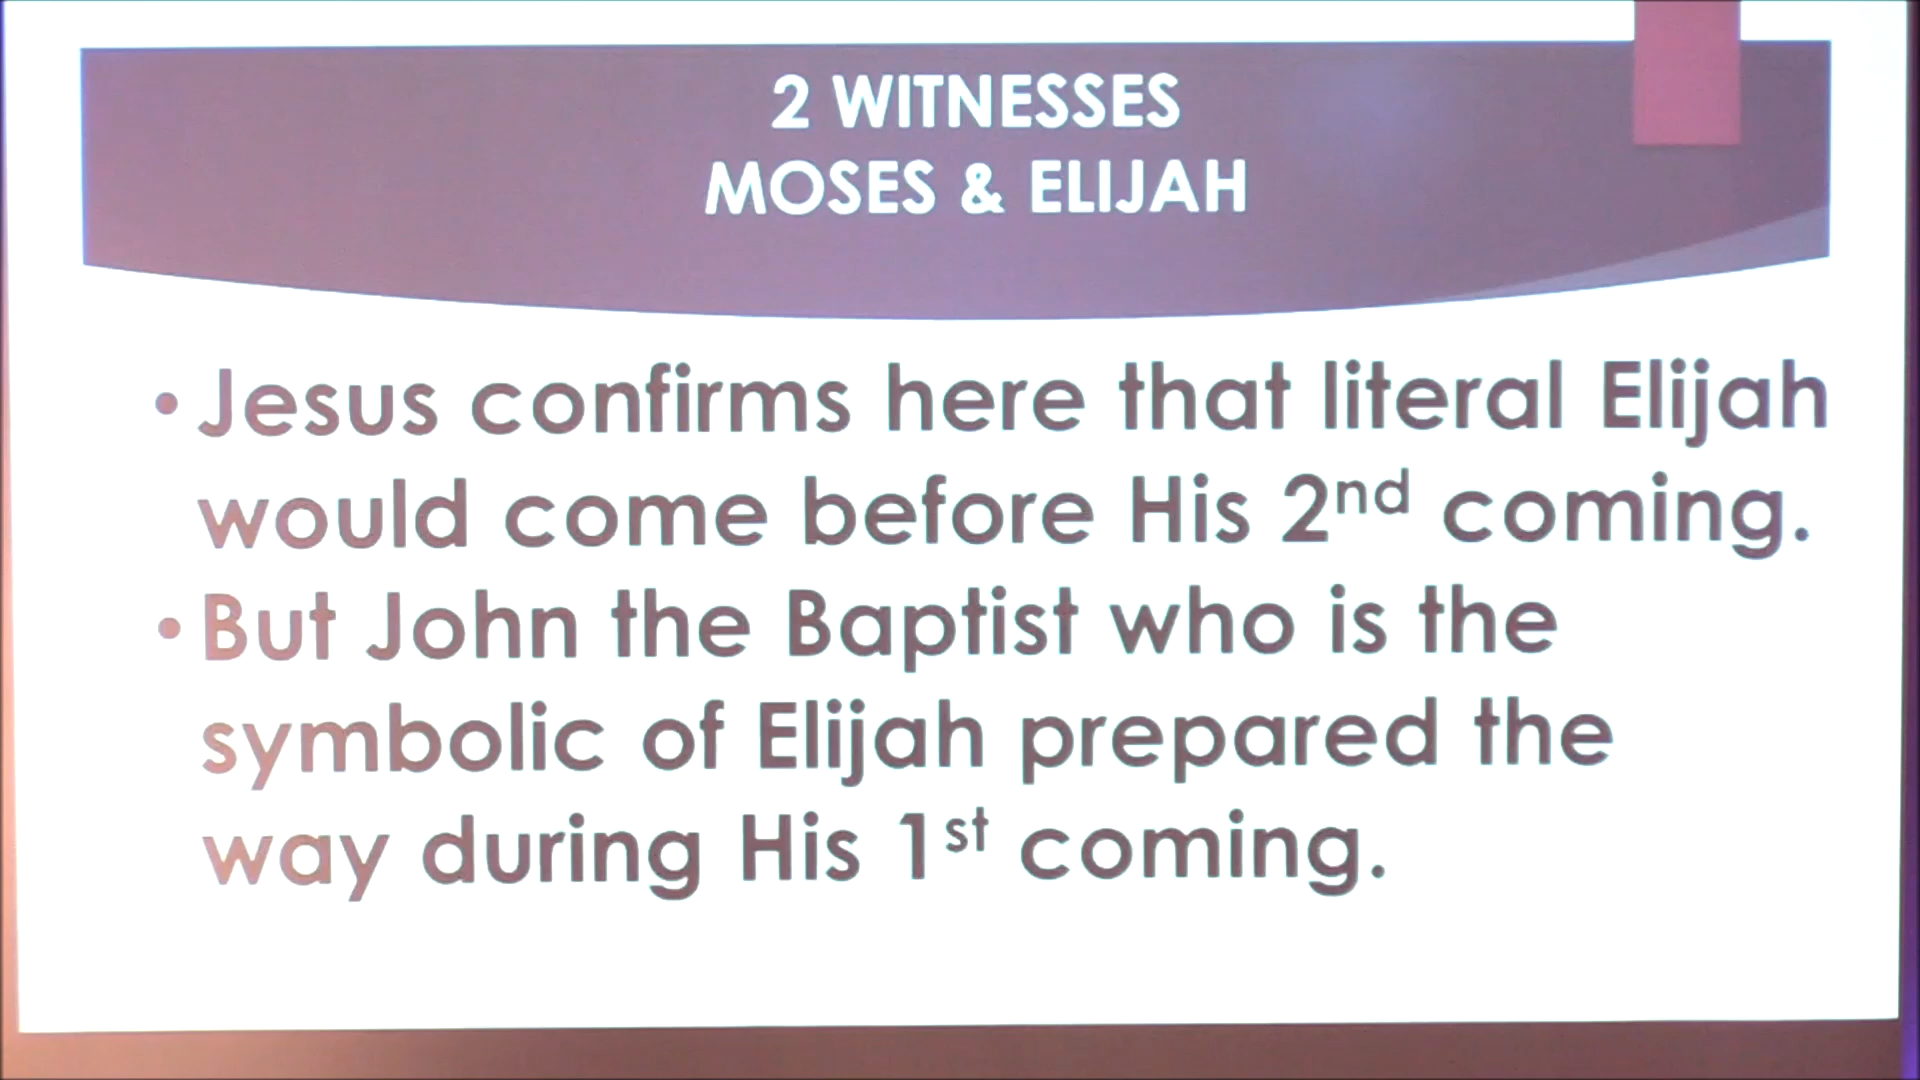 2 WITNESSES
MOSES & ELIJAH
• Jesus confirms here that literal Elijah
would come before His 2nd coming.
• But John the Baptist who is the
symbolic of Elijah prepared the
way during His 1st coming.